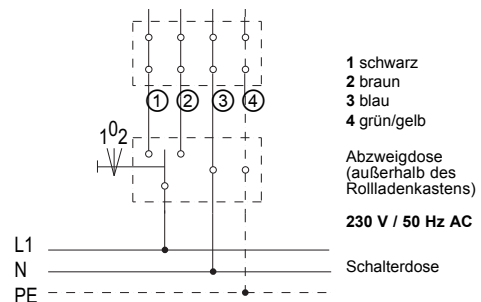 1 schwarz
2 braun
3 blau
4 grün/gelb
1 2 3 4
1 0 2
Abzweigdose
(außerhalb des
Rollladenkastens)
230 V / 50 Hz AC
L1
N
Schalterdose
PE